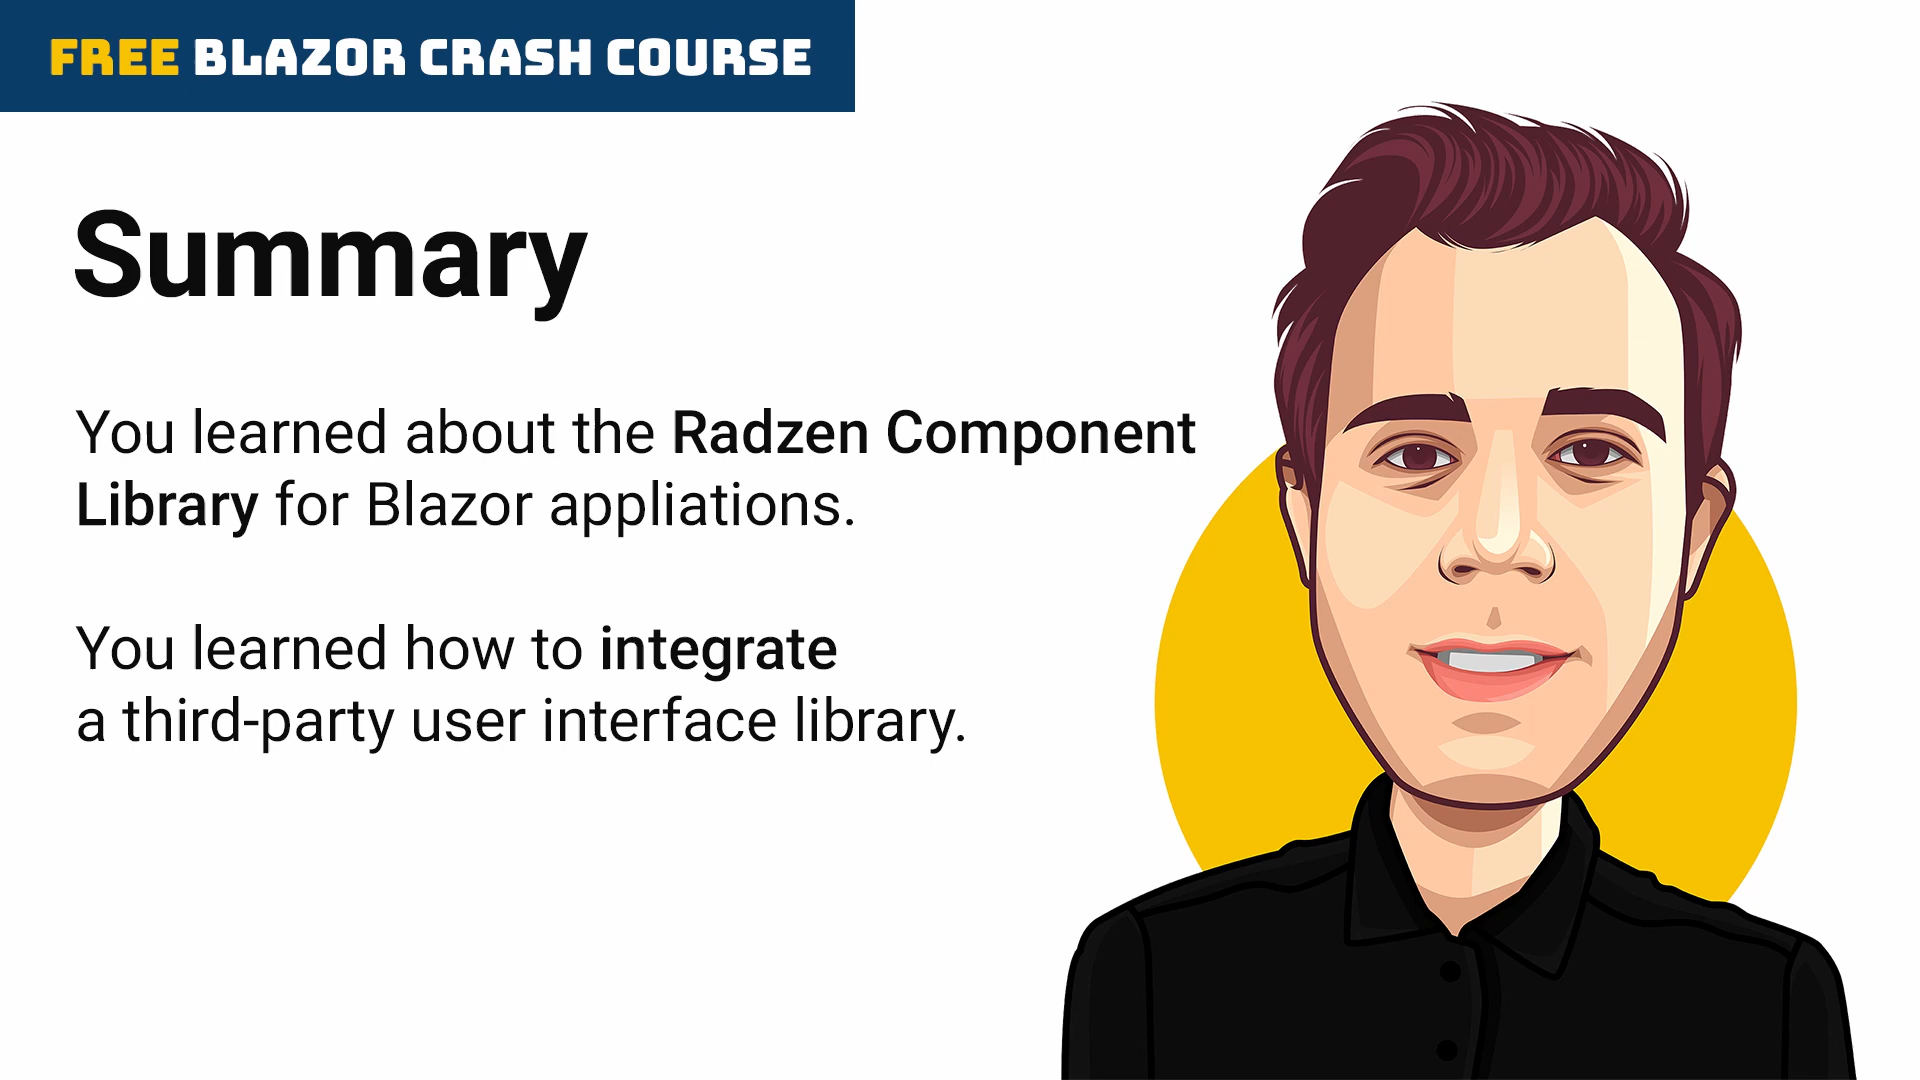 FREE BLAZOR CRASH COURSE
Summary
You learned about the Radzen Component
Library for Blazor appliations.
You learned how to integrate
a third-party user interface library.